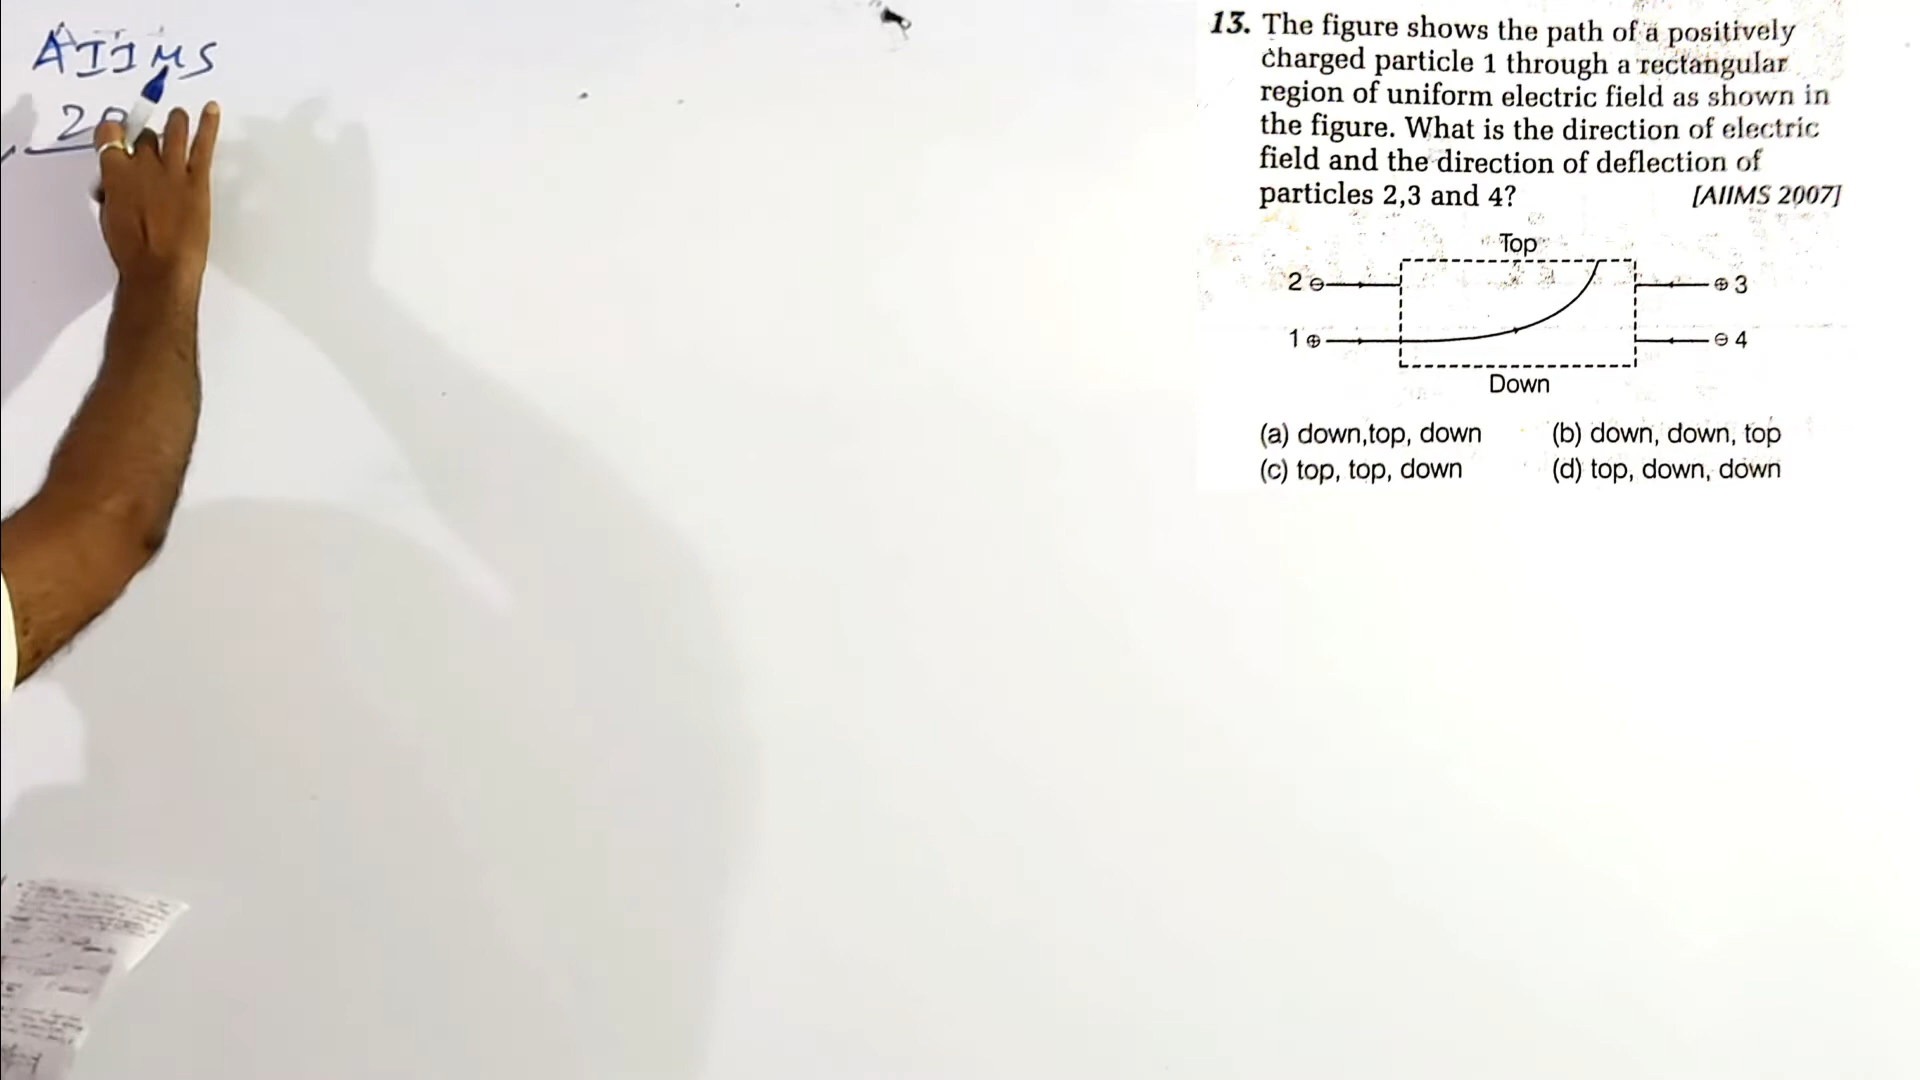 AIIMS
13. The figure shows the path of a positively
charged particle 1 through a rectangular
region of uniform electric field as shown in
the figure. What is the direction of electric
field and the direction of deflection of
particles 2,3 and 4? [AIIMS 2007]
Top
2 ⊖ ⊕ 3
1 ⊕ ⊖ 4
Down
(a) down,top, down (b) down, down, top
(c) top, top, down (d) top, down, down